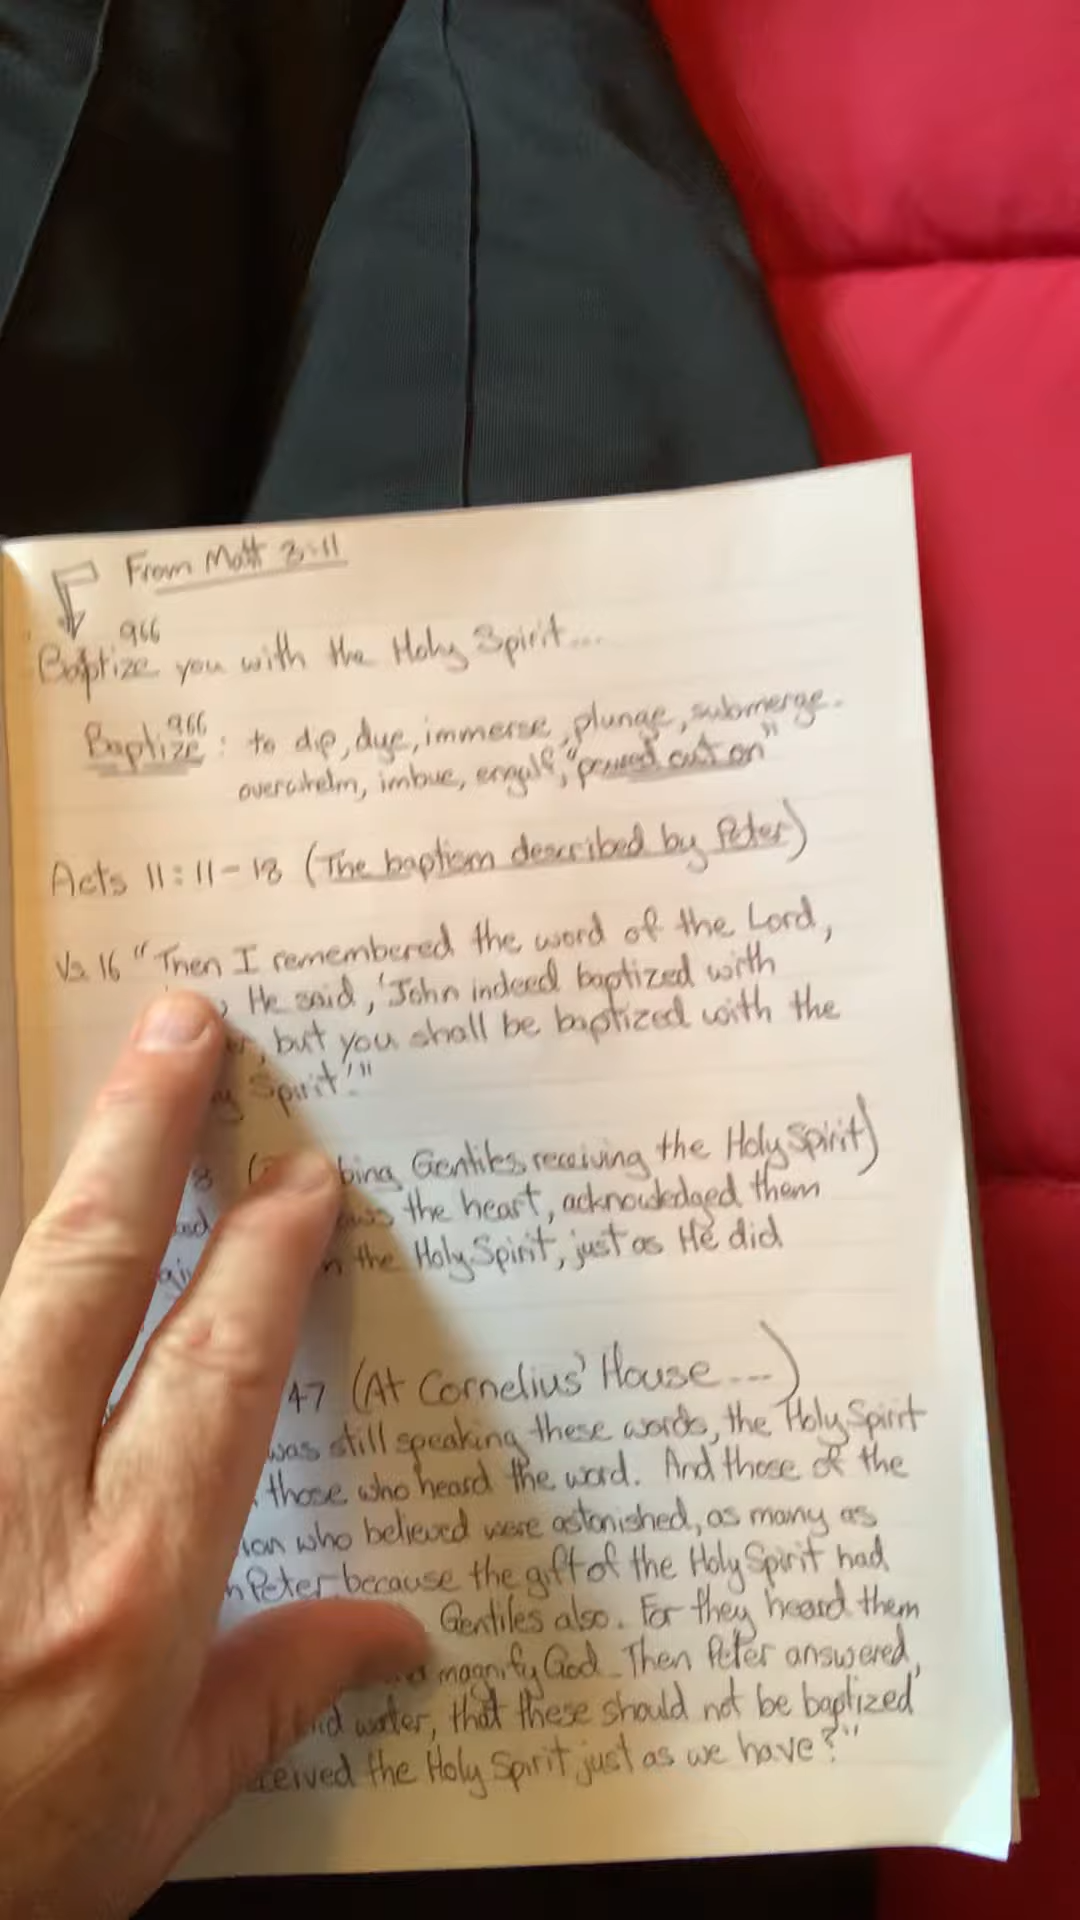 From Matt 3:11
966
Baptize you with the Holy Spirit...
966
Baptize : to dip, dye, immerse, plunge, submerge.
overwhelm, imbue, engulf, "poured out on"
Acts 11:11-18 (The baptism described by Peter)
Vs 16 "Then I remembered the word of the Lord,
He said, 'John indeed baptized with
but you shall be baptized with the
Spirit.'"
8 bing Gentiles receiving the Holy Spirit)
the heart, acknowledged them
the Holy Spirit, just as He did
47 (At Cornelius' House...)
was still speaking these words, the Holy Spirit
those who heard the word. And those of the
who believed were astonished, as many as
Peter because the gift of the Holy Spirit had
Gentiles also. For they heard them
magnify God. Then Peter answered,
water, that these should not be baptized
ceived the Holy Spirit just as we have?"